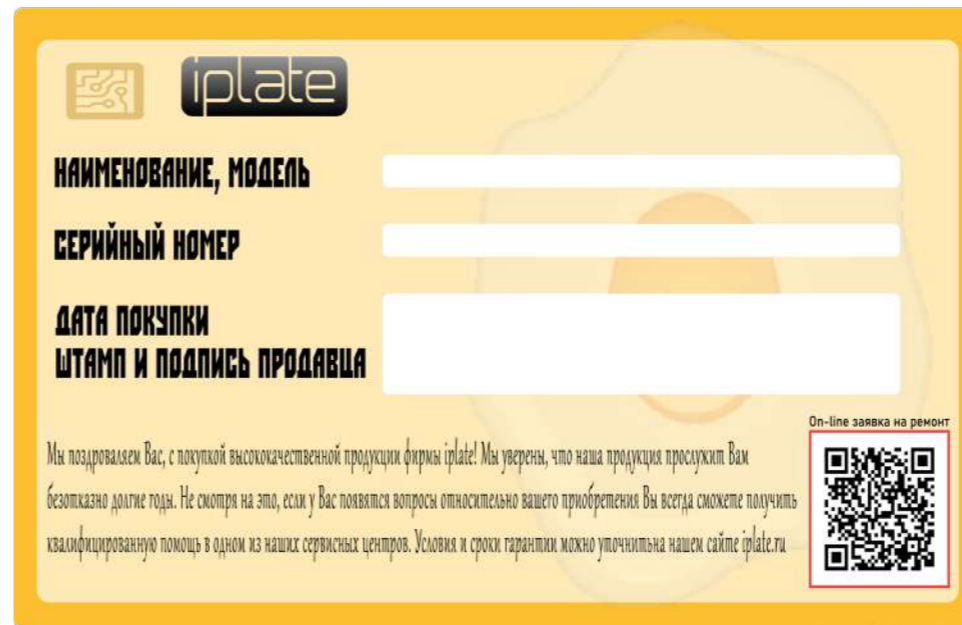 iplate
НАИМЕНОВАНИЕ, МОДЕЛЬ
СЕРИЙНЫЙ НОМЕР
ДАТА ПОКУПКИ
ШТАМП И ПОДПИСЬ ПРОДАВЦА
On-line заявка на ремонт
Мы поздроваляем Вас, с покупкой высококачественной продукции фирмы iplate! Мы уверены, что наша продукция прослужит Вам
безотказно долгие годы. Не смотря на это, если у Вас появятся вопросы относительно вашего приобретения Вы всегда сможете получить
квалифицированную помощь в одном из наших сервисных центров. Условия и сроки гарантии можно уточнитьна нашем сайте iplate.ru